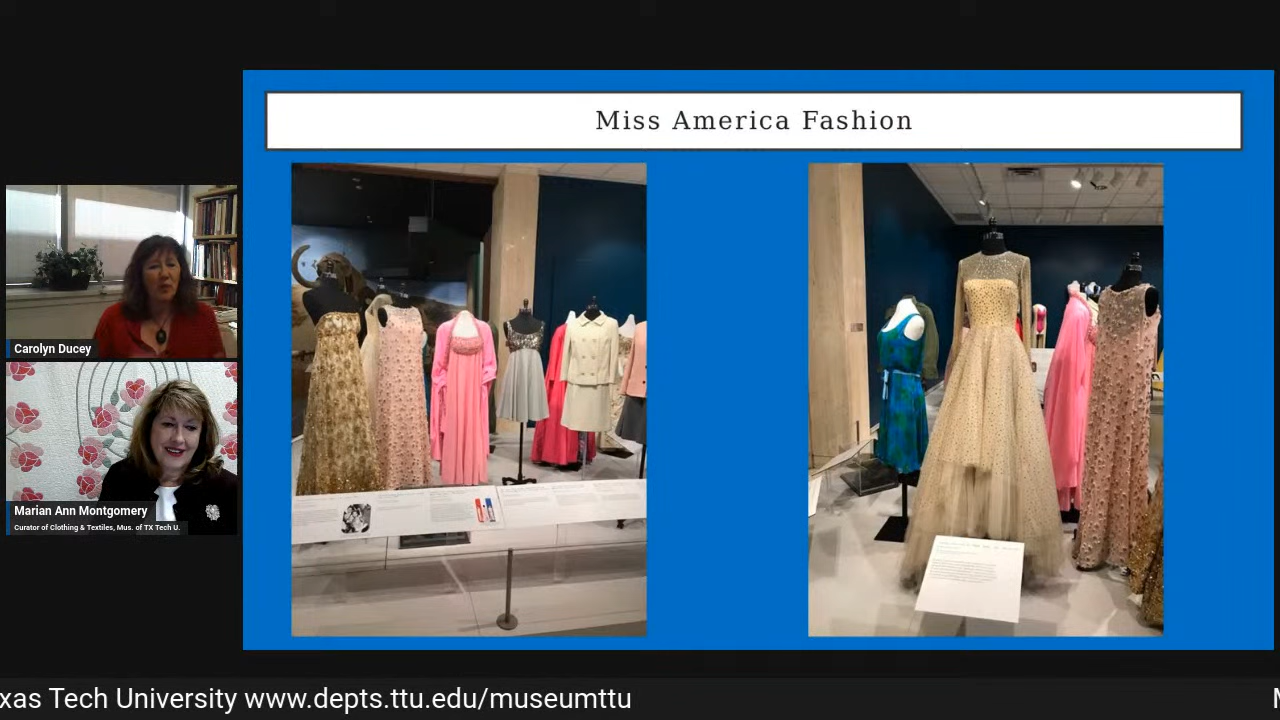 Miss America Fashion
Carolyn Ducey
Marian Ann Montgomery
Curator of Clothing & Textiles, Mus. of TX Tech U.
xas Tech University www.depts.ttu.edu/museumttu